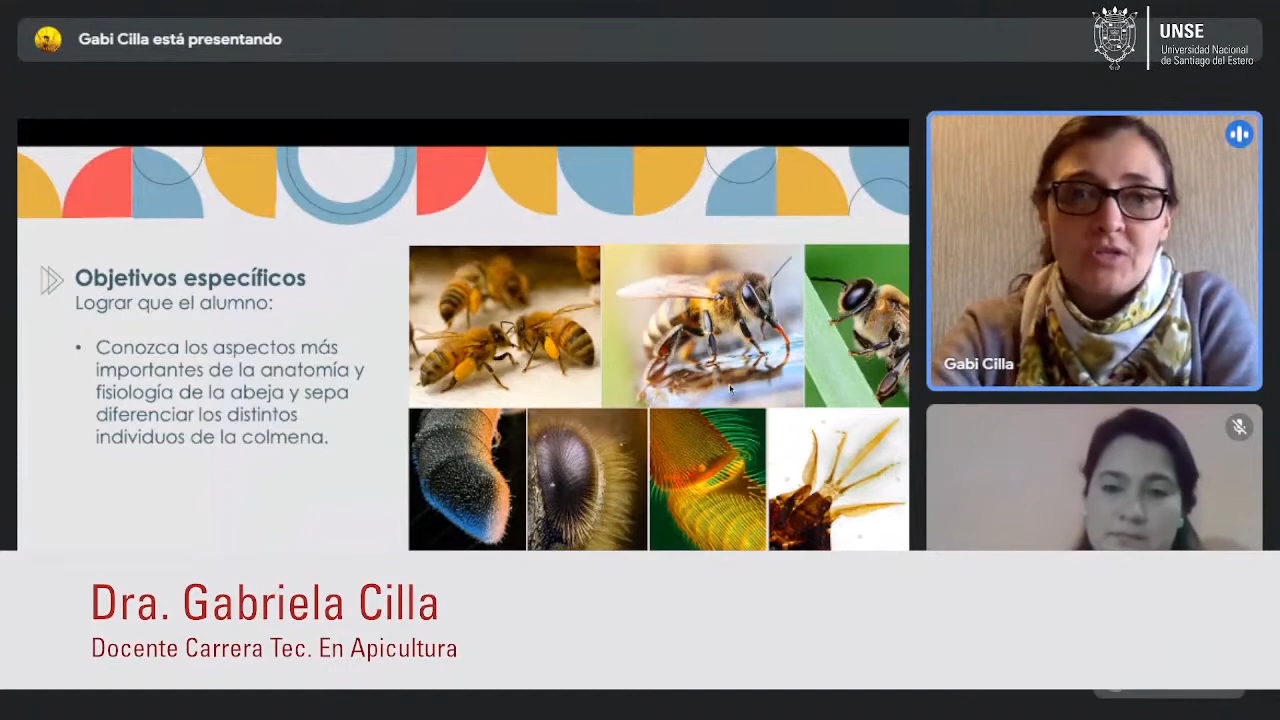 Gabi Cilla está presentando
UNSE
Universidad Nacional
de Santiago del Estero
Objetivos específicos
Lograr que el alumno:
• Conozca los aspectos más
importantes de la anatomía y
fisiología de la abeja y sepa
diferenciar los distintos
individuos de la colmena.
Gabi Cilla
Dra. Gabriela Cilla
Docente Carrera Tec. En Apicultura